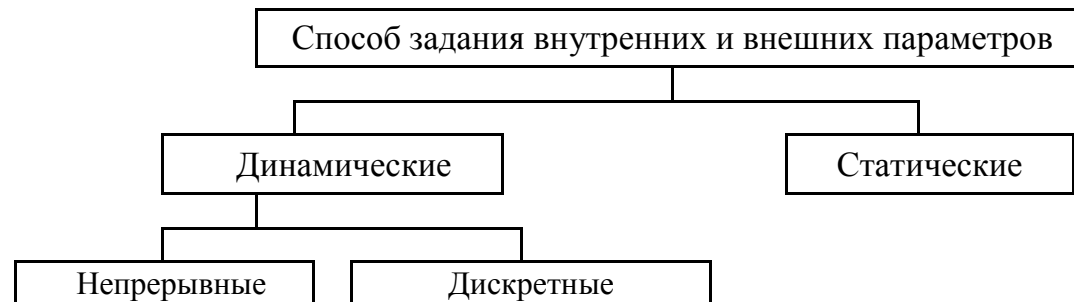 Способ задания внутренних и внешних параметров
Динамические
Статические
Непрерывные
Дискретные